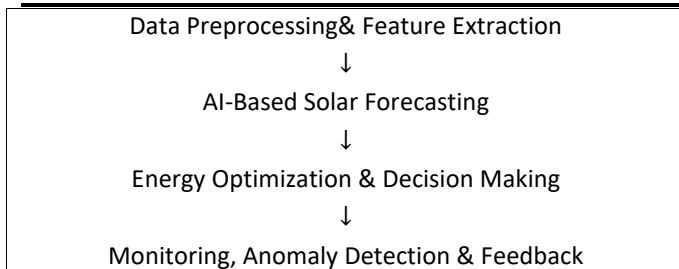 Data Preprocessing& Feature Extraction
↓
AI-Based Solar Forecasting
↓
Energy Optimization & Decision Making
↓
Monitoring, Anomaly Detection & Feedback